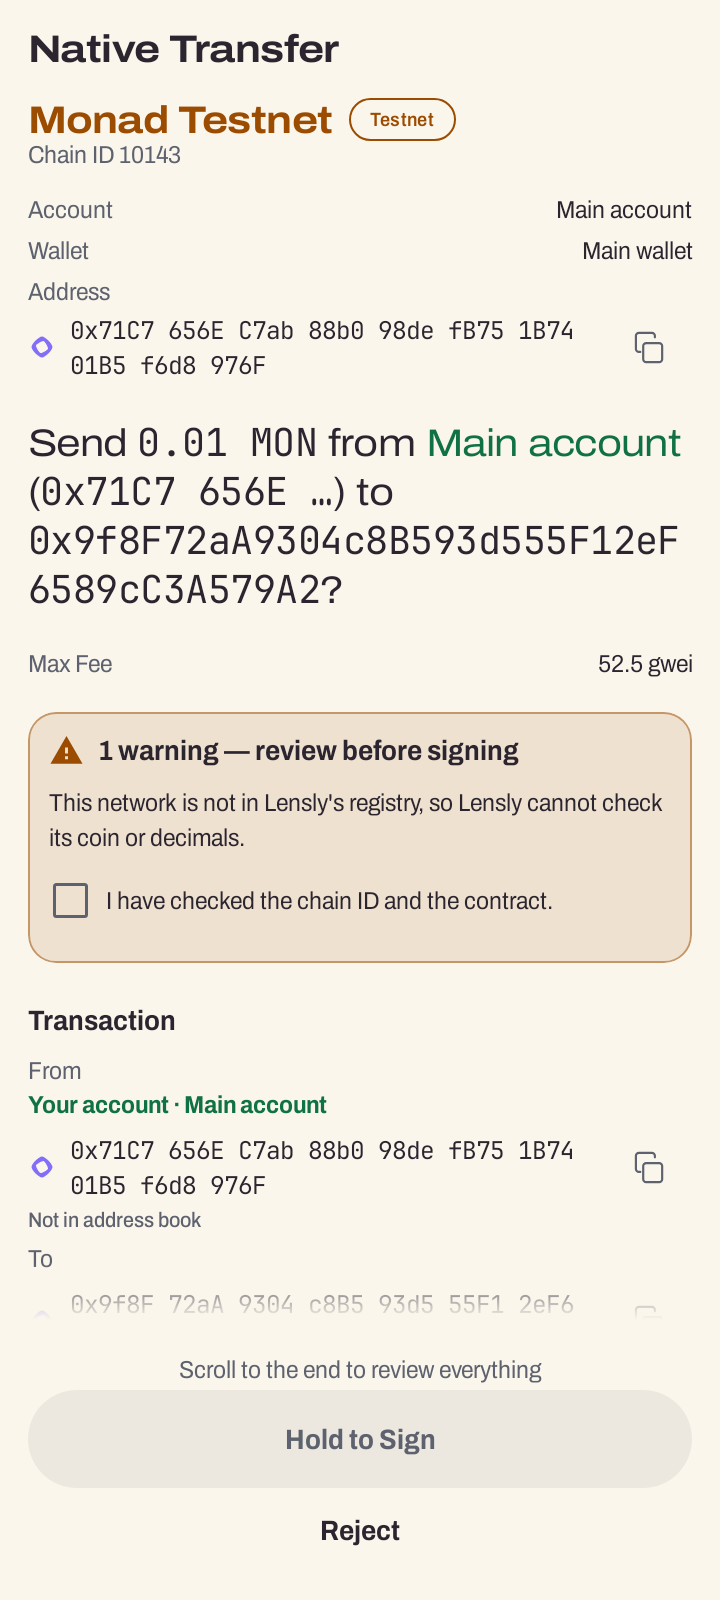 Native Transfer
Monad Testnet Testnet
Chain ID 10143
Account Main account
Wallet Main wallet
Address
0x71C7 656E C7ab 88b0 98de fB75 1B74
01B5 f6d8 976F
Send 0.01 MON from Main account
(0x71C7 656E …) to
0x9f8F72aA9304c8B593d555F12eF
6589cC3A579A2?
Max Fee 52.5 gwei
1 warning — review before signing
This network is not in Lensly's registry, so Lensly cannot check
its coin or decimals.
I have checked the chain ID and the contract.
Transaction
From
Your account · Main account
0x71C7 656E C7ab 88b0 98de fB75 1B74
01B5 f6d8 976F
Not in address book
To
0x9f8F 72aA 9304 c8B5 93d5 55F1 2eF6
Scroll to the end to review everything
Hold to Sign
Reject